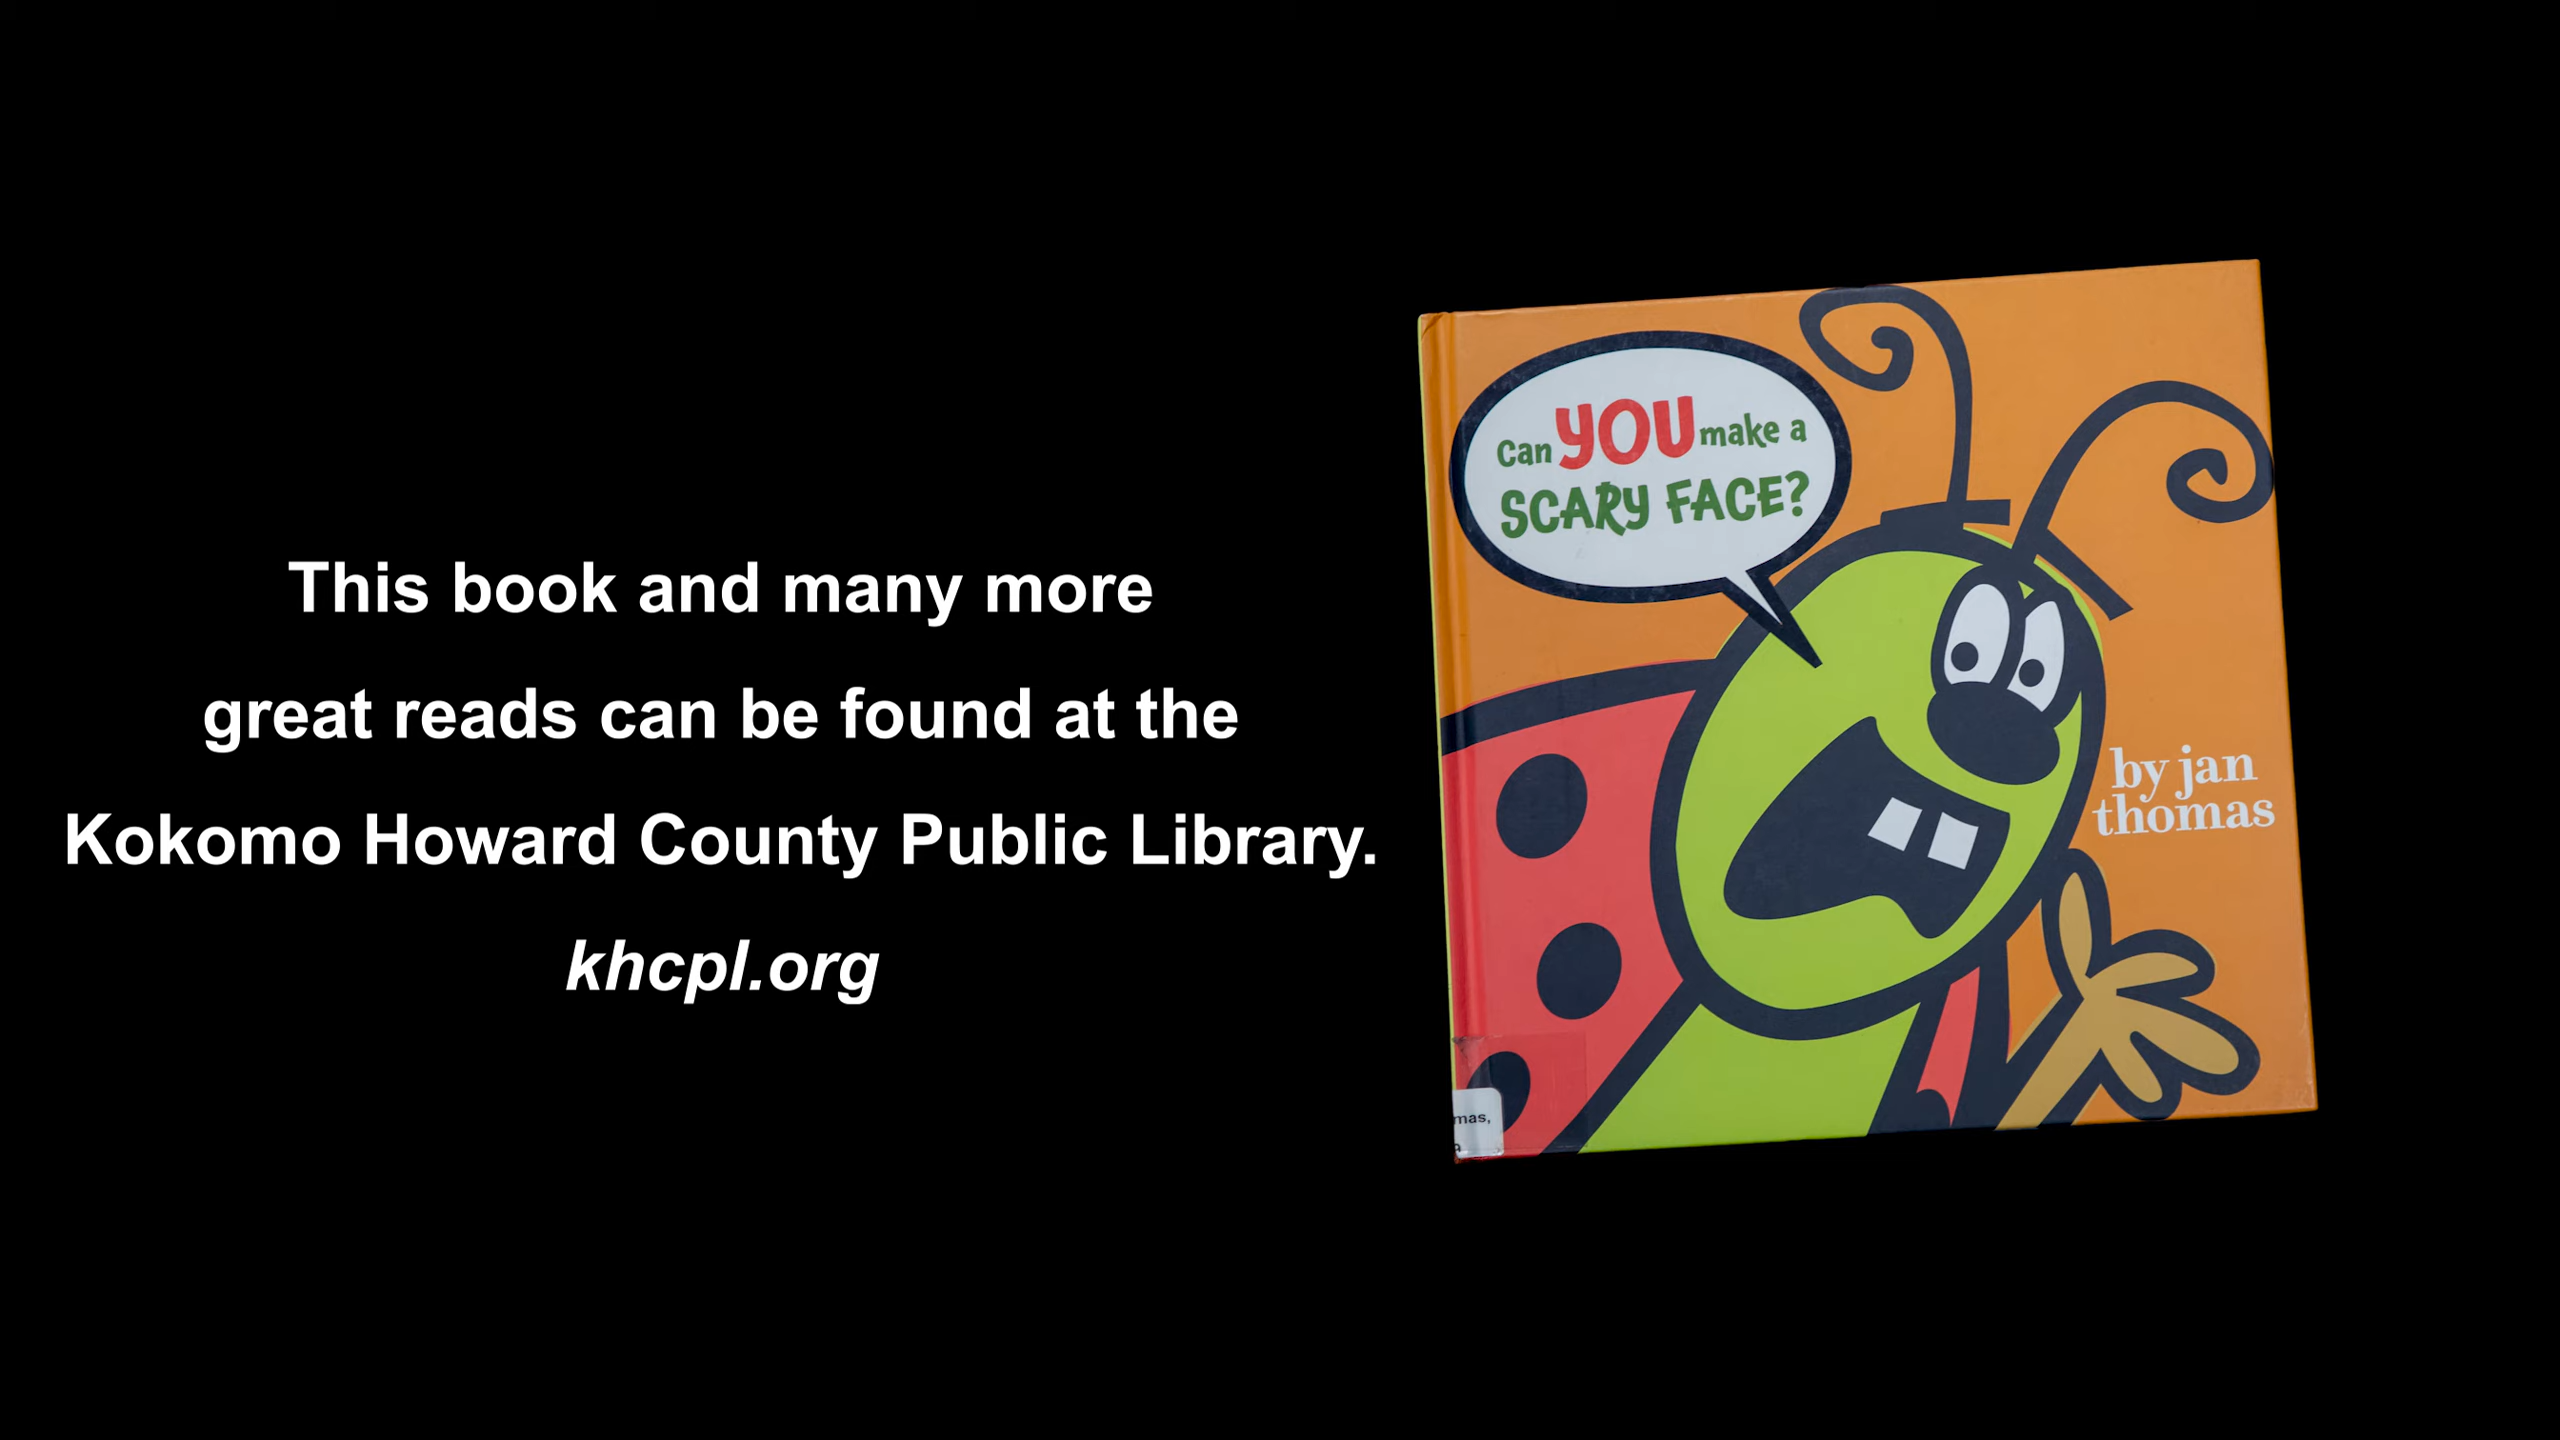 This book and many more
great reads can be found at the
Kokomo Howard County Public Library.
khcpl.org
Can YOU make a
SCARY FACE?
by jan
thomas
mas,